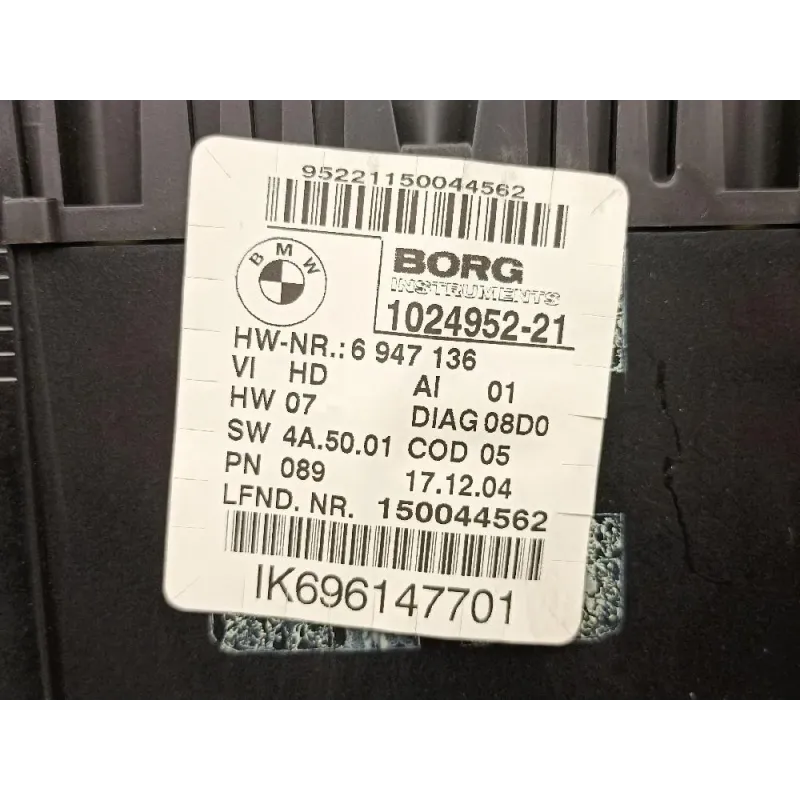 95221150044562
BMW
BORG
INSTRUMENTS
1024952-21
HW-NR.: 6 947 136
VI HD AI 01
HW 07 DIAG 08D0
SW 4A.50.01 COD 05
PN 089 17.12.04
LFND. NR. 150044562
IK696147701